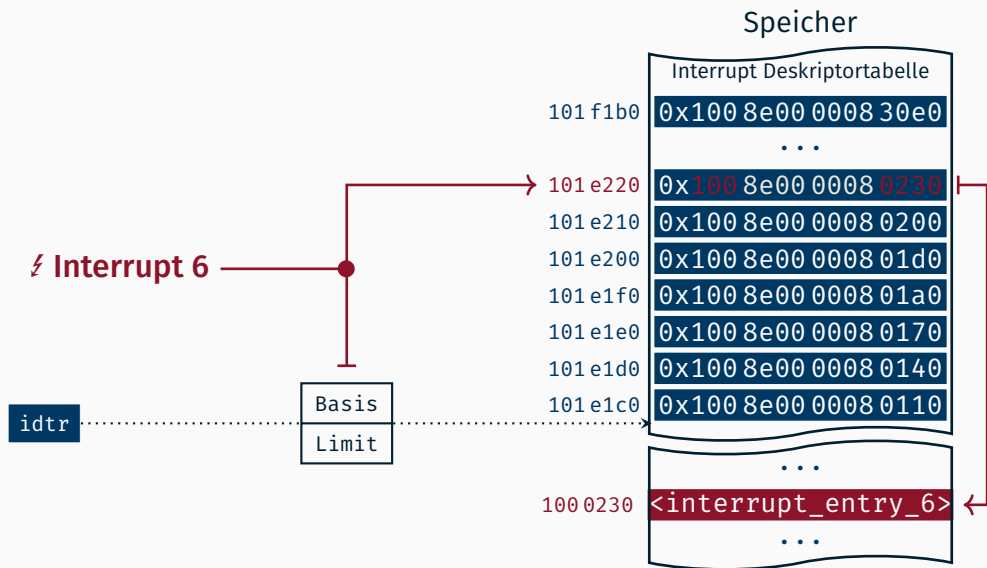 Speicher
Interrupt Deskriptortabelle
101 f1b0 0x100 8e00 0008 30e0
...
101 e220 0x100 8e00 0008 0230
101 e210 0x100 8e00 0008 0200
101 e200 0x100 8e00 0008 01d0
Interrupt 6
101 e1f0 0x100 8e00 0008 01a0
101 e1e0 0x100 8e00 0008 0170
101 e1d0 0x100 8e00 0008 0140
101 e1c0 0x100 8e00 0008 0110
Basis
idtr
Limit
...
100 0230 <interrupt_entry_6>
...